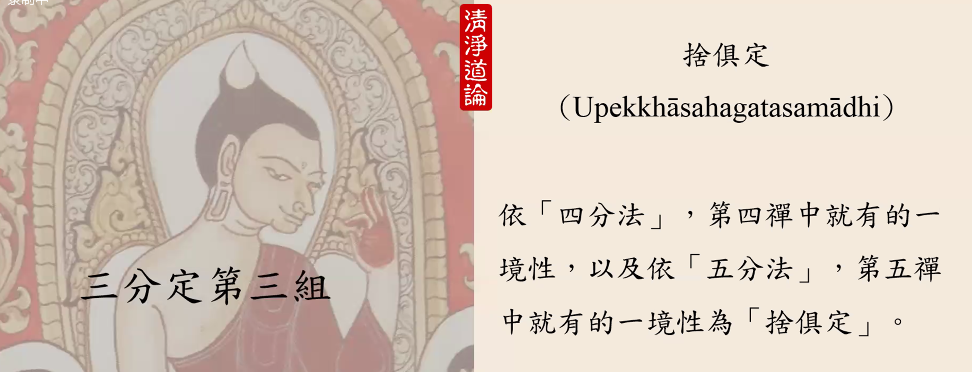 清淨道論
三分定第三組
捨俱定
（Upekkhāsahagatasamādhi）
依「四分法」，第四禪中就有的一
境性，以及依「五分法」，第五禪
中就有的一境性為「捨俱定」。